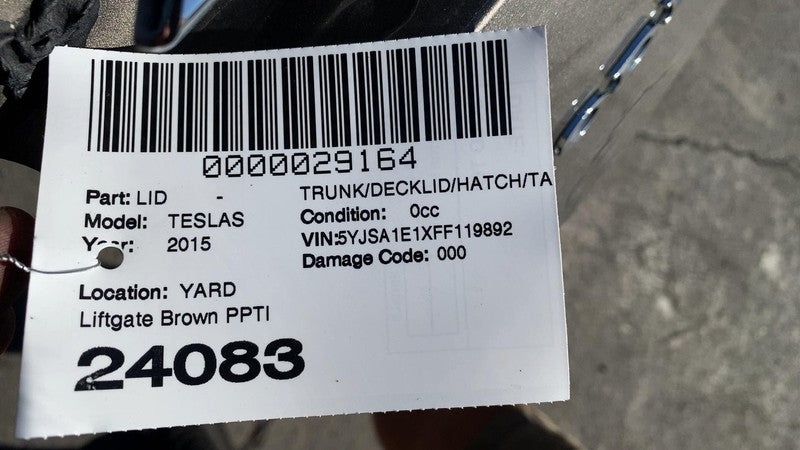 0000029164
Part: LID - TRUNK/DECKLID/HATCH/TA
Model: TESLAS Condition: 0cc
Year: 2015 VIN:5YJSA1E1XFF119892
Damage Code: 000
Location: YARD
Liftgate Brown PPTI
24083